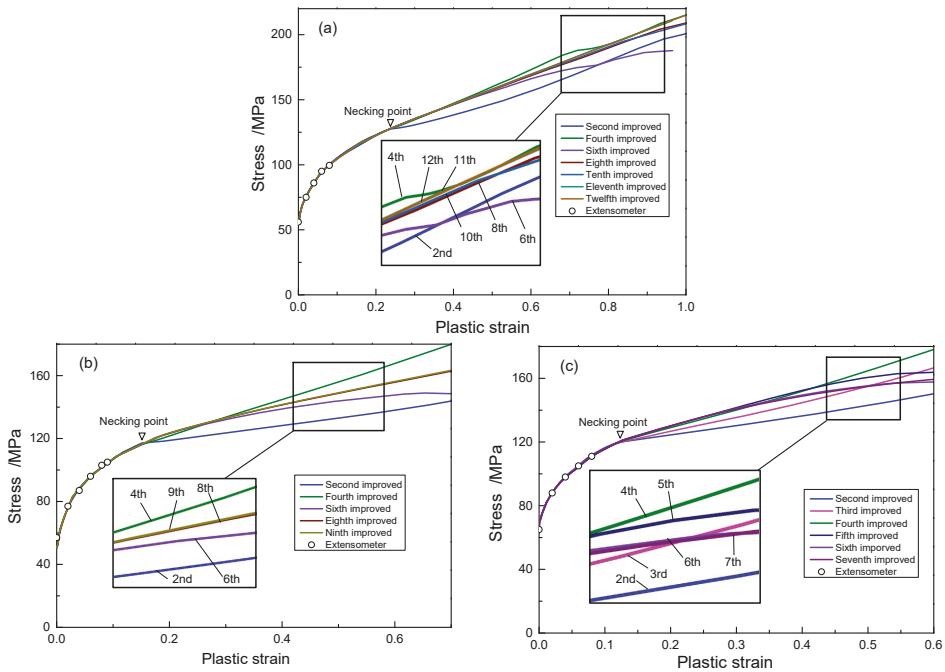 (a)
Stress /MPa
200
150
100
50
0
0.0 0.2 0.4 0.6 0.8 1.0
Plastic strain
Necking point
4th 12th 11th
10th 8th 6th
2nd
Second improved
Fourth improved
Sixth improved
Eighth improved
Tenth improved
Eleventh improved
Twelfth improved
Extensometer
(b)
Stress /MPa
160
120
80
40
0
0.0 0.2 0.4 0.6
Plastic strain
Necking point
4th 9th 8th
2nd 6th
Second improved
Fourth improved
Sixth improved
Eighth improved
Ninth improved
Extensometer
(c)
Stress /MPa
160
120
80
40
0
0.0 0.1 0.2 0.3 0.4 0.5 0.6
Plastic strain
Necking point
4th 5th
6th 7th
3rd
2nd
Second improved
Third improved
Fourth improved
Fifth improved
Sixth imporved
Seventh improved
Extensometer